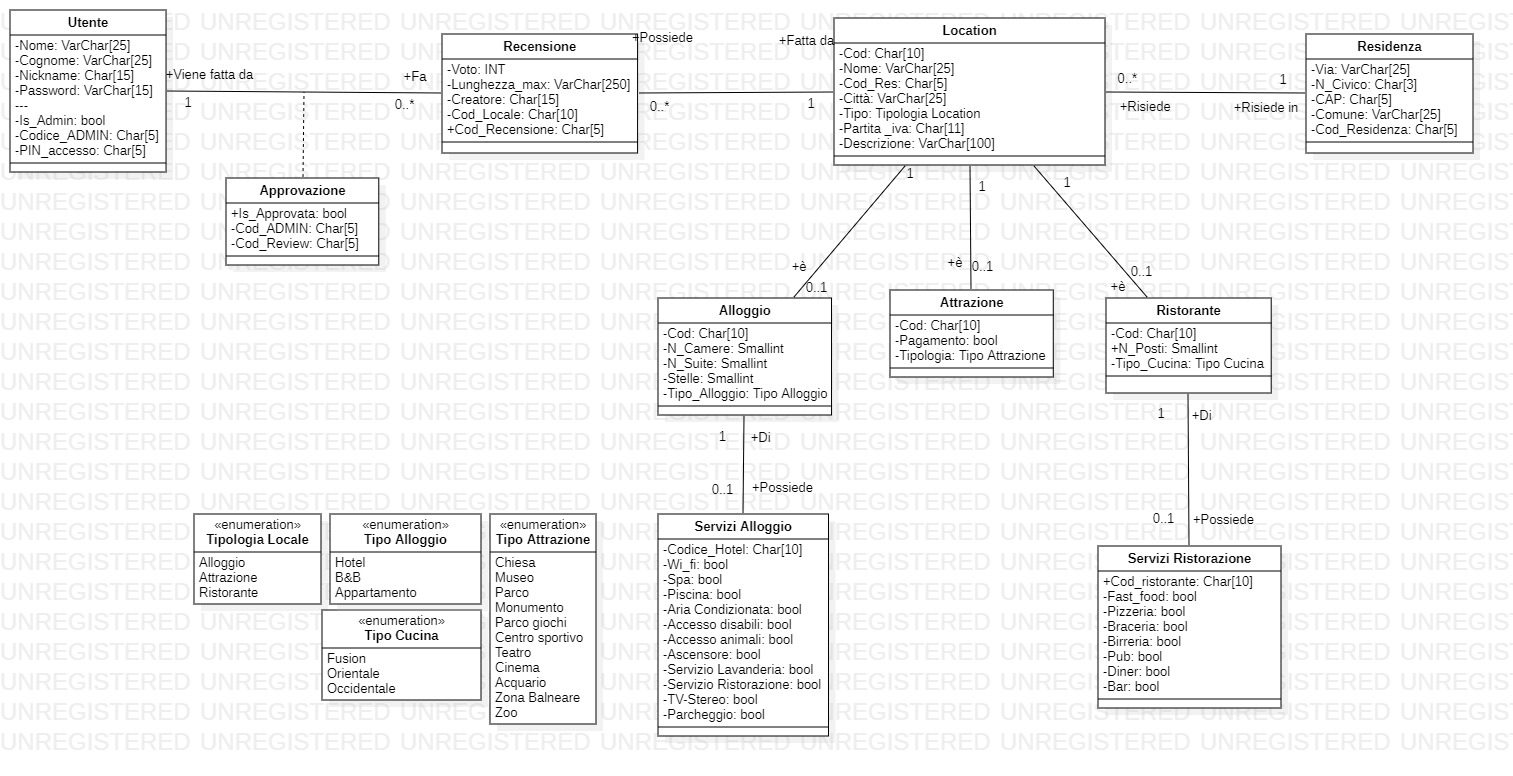 Utente
-Nome: VarChar[25]
-Cognome: VarChar[25]
-Nickname: Char[15]
-Password: VarChar[15]
---
-Is_Admin: bool
-Codice_ADMIN: Char[5]
-PIN_accesso: Char[5]
+Viene fatta da
1
+Fa
0..*
Recensione
-Voto: INT
-Lunghezza_max: VarChar[250]
-Creatore: Char[15]
-Cod_Locale: Char[10]
+Cod_Recensione: Char[5]
+Possiede
0..*
+Fatta da
1
Location
-Cod: Char[10]
-Nome: VarChar[25]
-Cod_Res: Char[5]
-Città: VarChar[25]
-Tipo: Tipologia Location
-Partita _iva: Char[11]
-Descrizione: VarChar[100]
0..*
+Risiede
1
+Risiede in
Residenza
-Via: VarChar[25]
-N_Civico: Char[3]
-CAP: Char[5]
-Comune: VarChar[25]
-Cod_Residenza: Char[5]
Approvazione
+Is_Approvata: bool
-Cod_ADMIN: Char[5]
-Cod_Review: Char[5]
1
1
1
+è
0..1
+è
0..1
0..1
+è
Alloggio
-Cod: Char[10]
-N_Camere: Smallint
-N_Suite: Smallint
-Stelle: Smallint
-Tipo_Alloggio: Tipo Alloggio
Attrazione
-Cod: Char[10]
-Pagamento: bool
-Tipologia: Tipo Attrazione
Ristorante
-Cod: Char[10]
+N_Posti: Smallint
-Tipo_Cucina: Tipo Cucina
1
+Di
0..1
+Possiede
1
+Di
0..1
+Possiede
«enumeration»
Tipologia Locale
Alloggio
Attrazione
Ristorante
«enumeration»
Tipo Alloggio
Hotel
B&B
Appartamento
«enumeration»
Tipo Attrazione
Chiesa
Museo
Parco
Monumento
Parco giochi
Centro sportivo
Teatro
Cinema
Acquario
Zona Balneare
Zoo
«enumeration»
Tipo Cucina
Fusion
Orientale
Occidentale
Servizi Alloggio
-Codice_Hotel: Char[10]
-Wi_fi: bool
-Spa: bool
-Piscina: bool
-Aria Condizionata: bool
-Accesso disabili: bool
-Accesso animali: bool
-Ascensore: bool
-Servizio Lavanderia: bool
-Servizio Ristorazione: bool
-TV-Stereo: bool
-Parcheggio: bool
Servizi Ristorazione
+Cod_ristorante: Char[10]
-Fast_food: bool
-Pizzeria: bool
-Braceria: bool
-Birreria: bool
-Pub: bool
-Diner: bool
-Bar: bool
UNREGISTERED